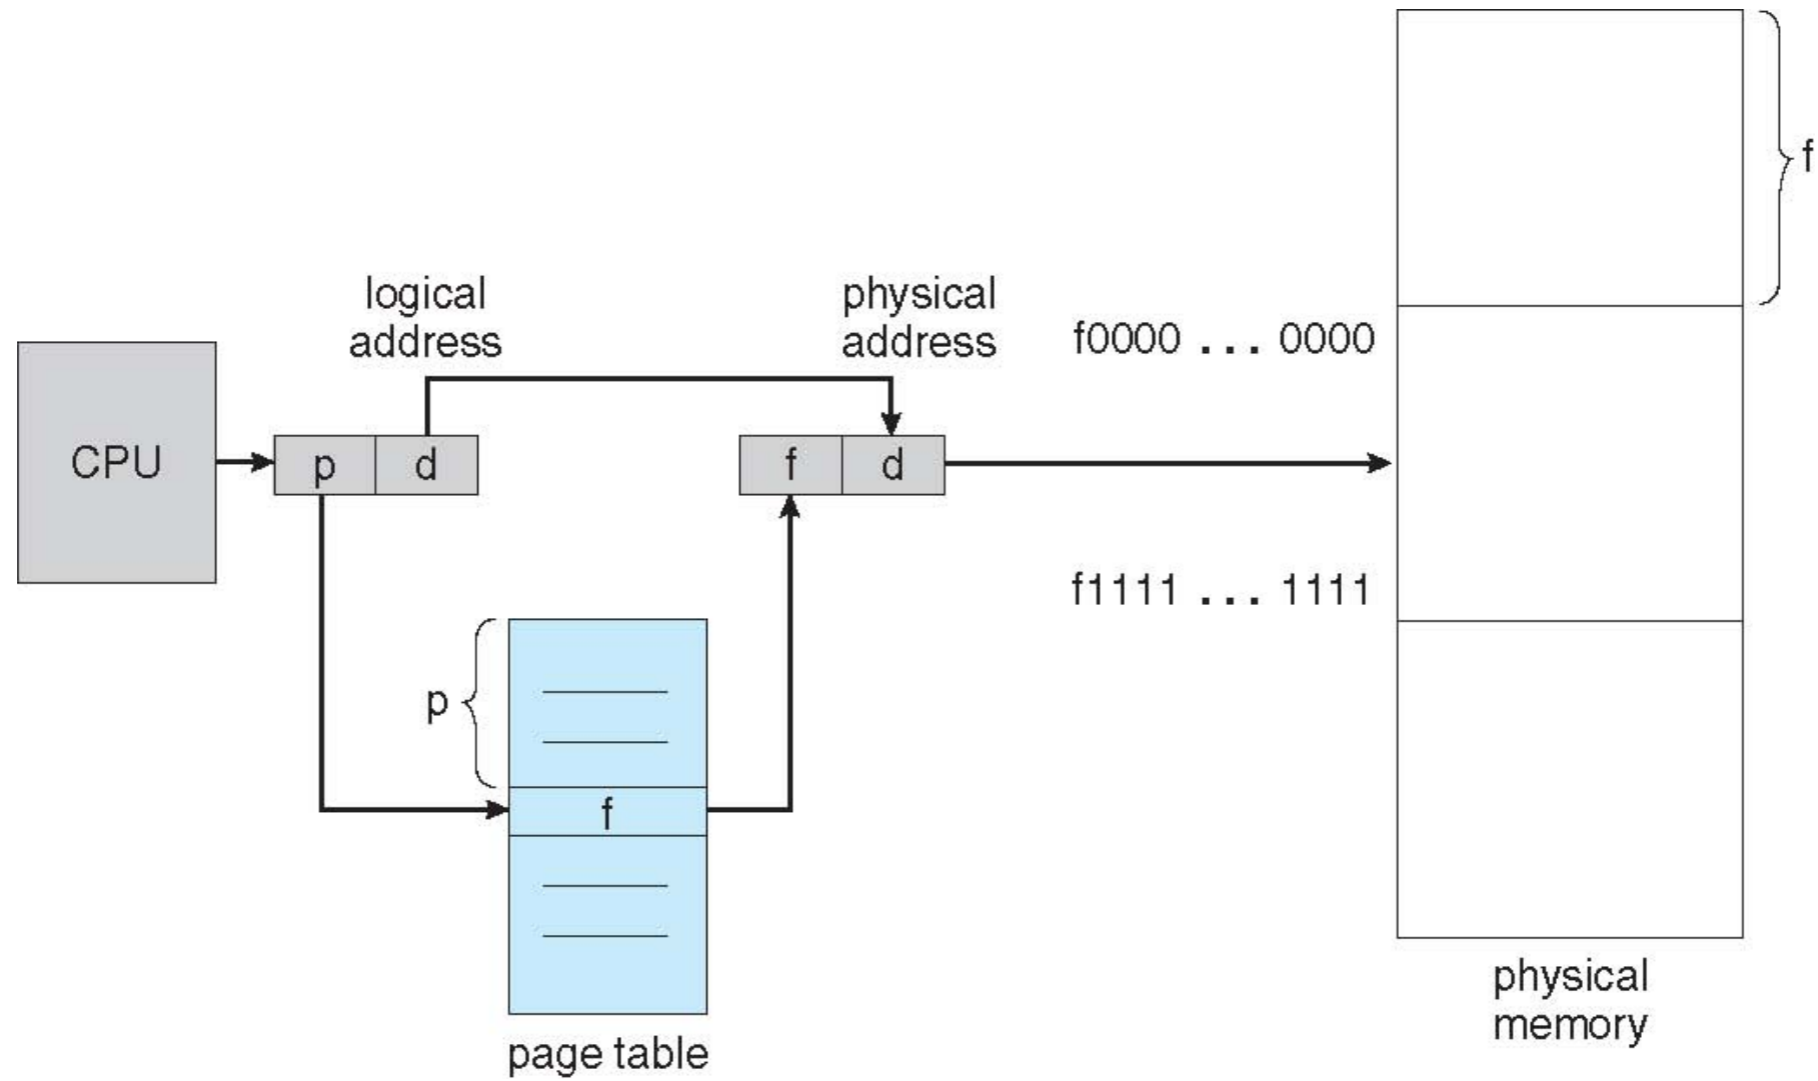 f
logical
address
physical
address
f0000 ... 0000
CPU
p
d
f
d
f1111 ... 1111
p
f
physical
memory
page table